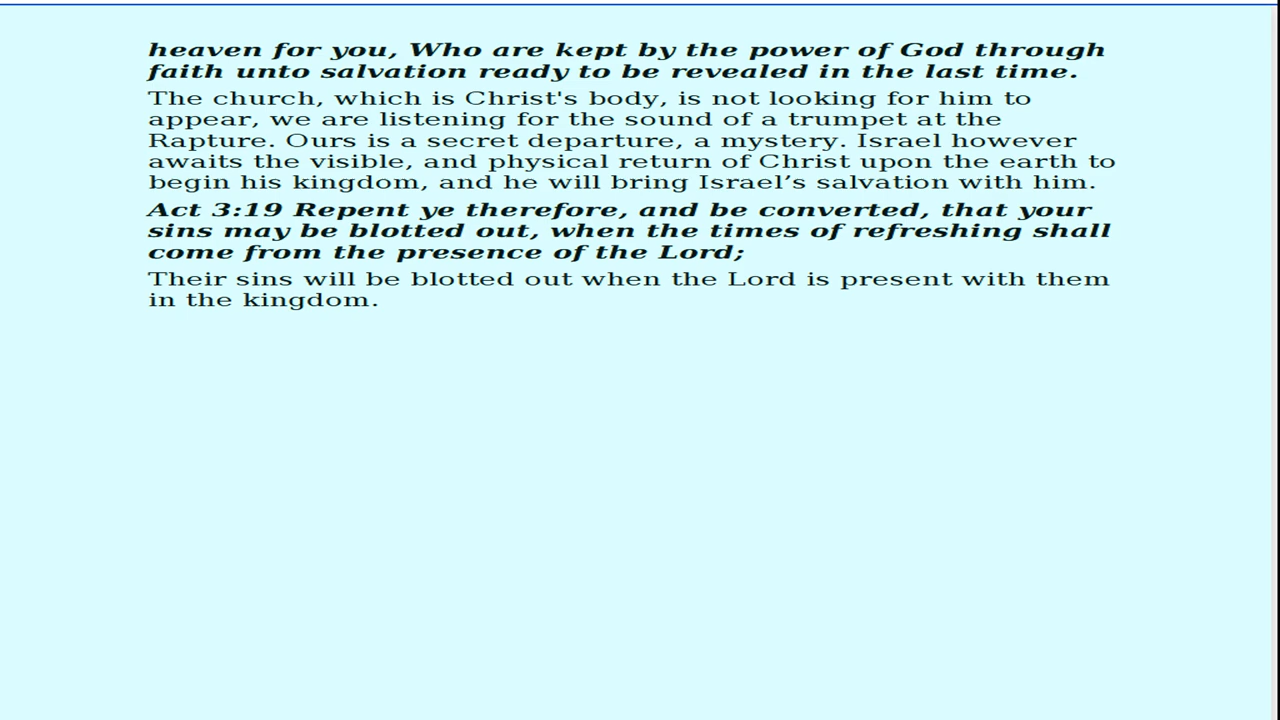 heaven for you, Who are kept by the power of God through
faith unto salvation ready to be revealed in the last time.
The church, which is Christ's body, is not looking for him to
appear, we are listening for the sound of a trumpet at the
Rapture. Ours is a secret departure, a mystery. Israel however
awaits the visible, and physical return of Christ upon the earth to
begin his kingdom, and he will bring Israel’s salvation with him.
Act 3:19 Repent ye therefore, and be converted, that your
sins may be blotted out, when the times of refreshing shall
come from the presence of the Lord;
Their sins will be blotted out when the Lord is present with them
in the kingdom.